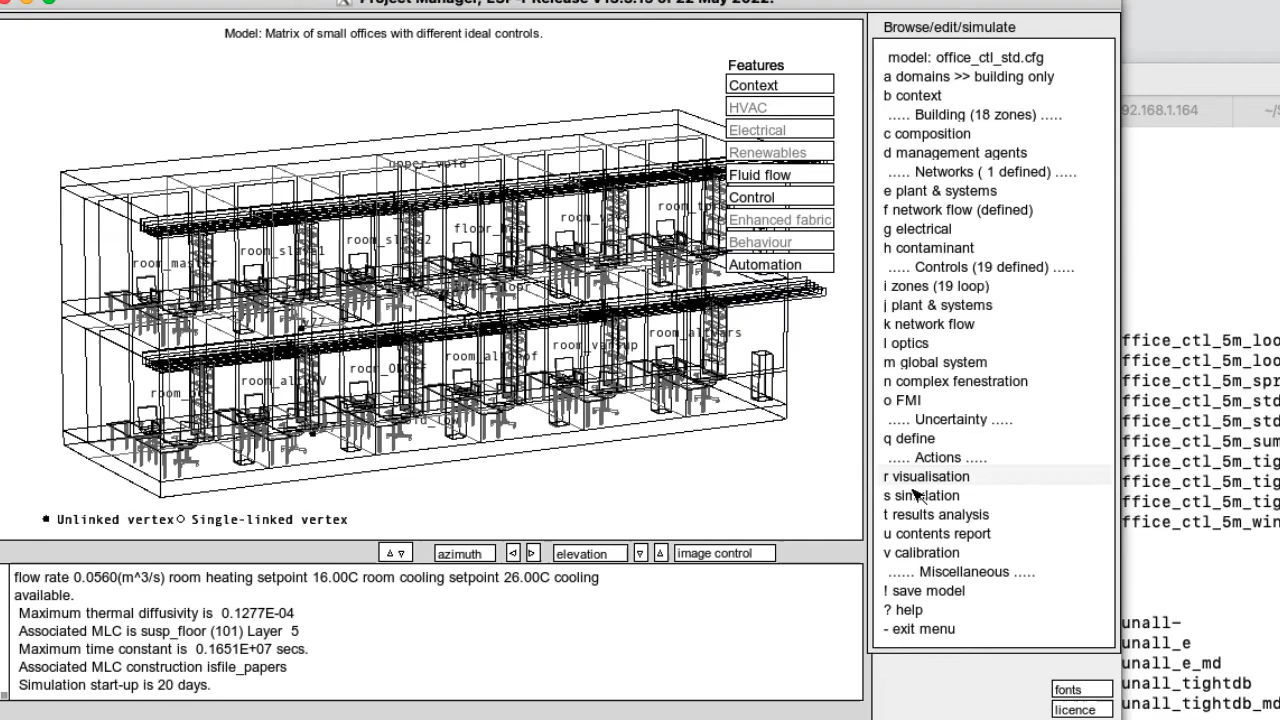 Project Manager, ESP-r Release V13.3.15 of 22 May 2022.
Model: Matrix of small offices with different ideal controls.
Features
Context
HVAC
Electrical
Renewables
Fluid flow
Control
Enhanced fabric
Behaviour
Automation
upper_void
room_slave2
room_altvars
Unlinked vertex Single-linked vertex
azimuth
elevation
image control
flow rate 0.0560(m^3/s) room heating setpoint 16.00C room cooling setpoint 26.00C cooling
available.
Maximum thermal diffusivity is 0.1277E-04
Associated MLC is susp_floor (101) Layer 5
Maximum time constant is 0.1651E+07 secs.
Associated MLC construction isfile_papers
Simulation start-up is 20 days.
Browse/edit/simulate
model: office_ctl_std.cfg
a domains >> building only
b context
..... Building (18 zones) .....
c composition
d management agents
..... Networks ( 1 defined) .....
e plant & systems
f network flow (defined)
g electrical
h contaminant
..... Controls (19 defined) .....
i zones (19 loop)
j plant & systems
k network flow
l optics
m global system
n complex fenestration
o FMI
..... Uncertainty .....
q define
..... Actions .....
r visualisation
s simulation
t results analysis
u contents report
v calibration
...... Miscellaneous .....
! save model
? help
- exit menu
fonts
licence
92.168.1.164
~/S
ffice_ctl_5m_loo
ffice_ctl_5m_loo
ffice_ctl_5m_spr
ffice_ctl_5m_std
ffice_ctl_5m_std
ffice_ctl_5m_sum
ffice_ctl_5m_tig
ffice_ctl_5m_tig
ffice_ctl_5m_tig
ffice_ctl_5m_win
unall-
unall_e
unall_e_md
unall_tightdb
unall_tightdb_md